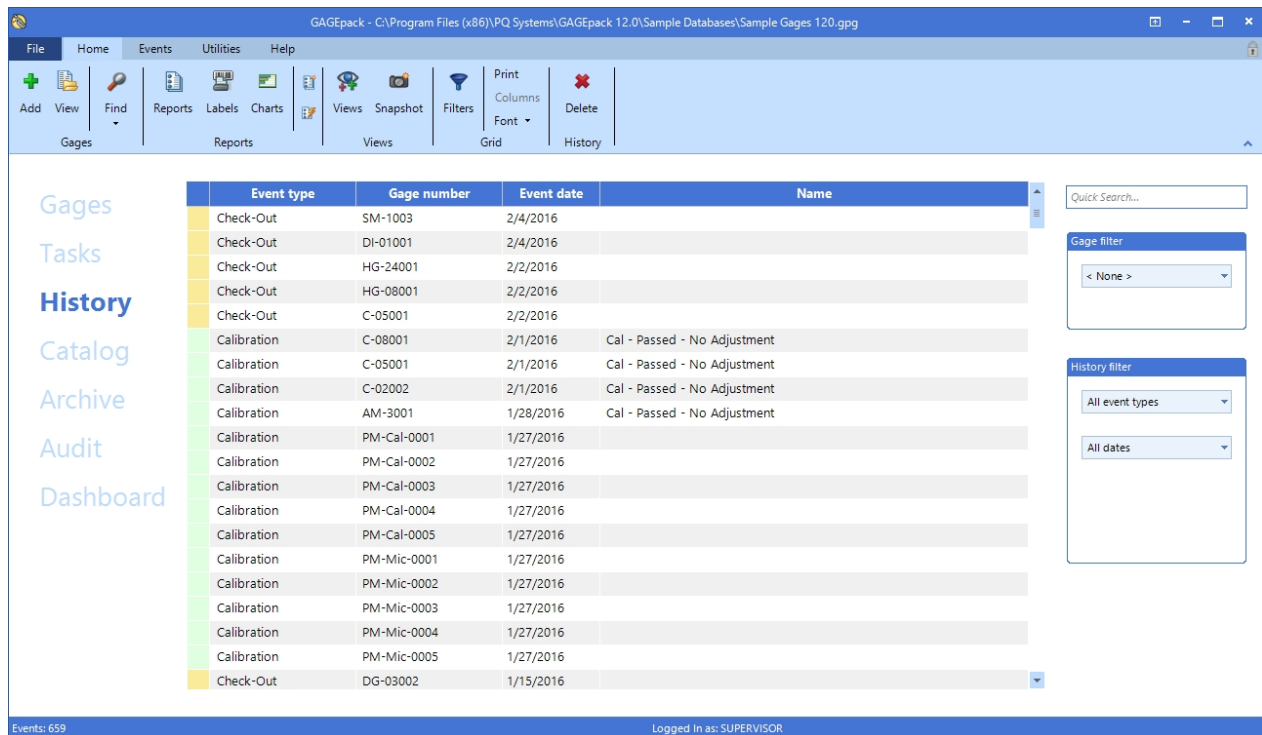 GAGEpack - C:\Program Files (x86)\PQ Systems\GAGEpack 12.0\Sample Databases\Sample Gages 120.gpg
File Home Events Utilities Help
Add View Find Reports Labels Charts Views Snapshot Filters Print Columns Font Delete
Gages Reports Views Grid History
Gages
Tasks
History
Catalog
Archive
Audit
Dashboard
Event type Gage number Event date Name
Check-Out SM-1003 2/4/2016
Check-Out DI-01001 2/4/2016
Check-Out HG-24001 2/2/2016
Check-Out HG-08001 2/2/2016
Check-Out C-05001 2/2/2016
Calibration C-08001 2/1/2016 Cal - Passed - No Adjustment
Calibration C-05001 2/1/2016 Cal - Passed - No Adjustment
Calibration C-02002 2/1/2016 Cal - Passed - No Adjustment
Calibration AM-3001 1/28/2016 Cal - Passed - No Adjustment
Calibration PM-Cal-0001 1/27/2016
Calibration PM-Cal-0002 1/27/2016
Calibration PM-Cal-0003 1/27/2016
Calibration PM-Cal-0004 1/27/2016
Calibration PM-Cal-0005 1/27/2016
Calibration PM-Mic-0001 1/27/2016
Calibration PM-Mic-0002 1/27/2016
Calibration PM-Mic-0003 1/27/2016
Calibration PM-Mic-0004 1/27/2016
Calibration PM-Mic-0005 1/27/2016
Check-Out DG-03002 1/15/2016
Quick Search...
Gage filter
< None >
History filter
All event types
All dates
Events: 659 Logged In as: SUPERVISOR